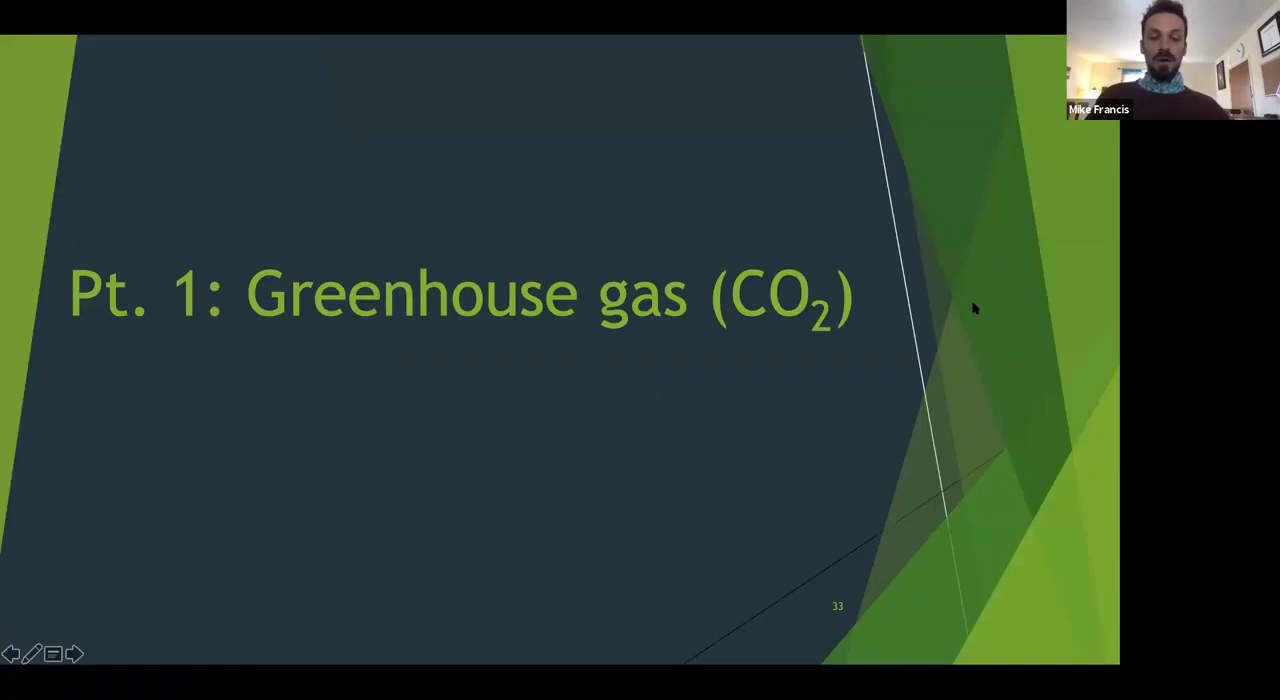 Mike Francis
Pt. 1: Greenhouse gas (CO₂)
33